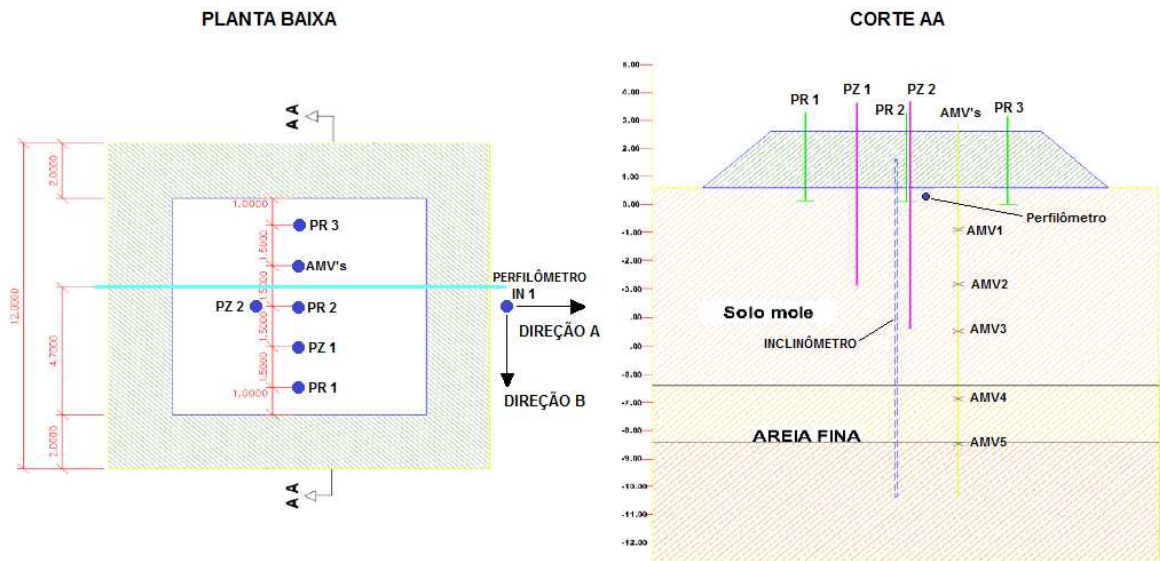 PLANTA BAIXA
A A
12.0000
2.0000
4.7000
2.0000
1.0000
1.5000
1.5000
1.5000
1.5000
1.0000
PR 3
AMV's
PZ 2
PR 2
PZ 1
PR 1
PERFILÔMETRO
IN 1
DIREÇÃO A
DIREÇÃO B
A A
CORTE AA
5.00
4.00
3.00
2.00
1.00
0.00
-1.00
-2.00
-3.00
.00
.00
-6.00
-7.00
-8.00
-9.00
-10.00
-11.00
-12.00
PR 1
PZ 1
PR 2
PZ 2
AMV's
PR 3
Perfilômetro
AMV1
AMV2
Solo mole
AMV3
INCLINÔMETRO
AMV4
AREIA FINA
AMV5